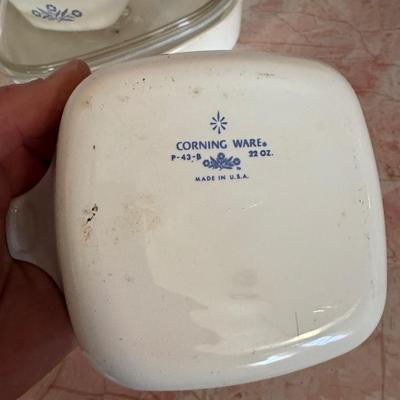 CORNING WARE®
P-43-B 22 OZ.
MADE IN U.S.A.